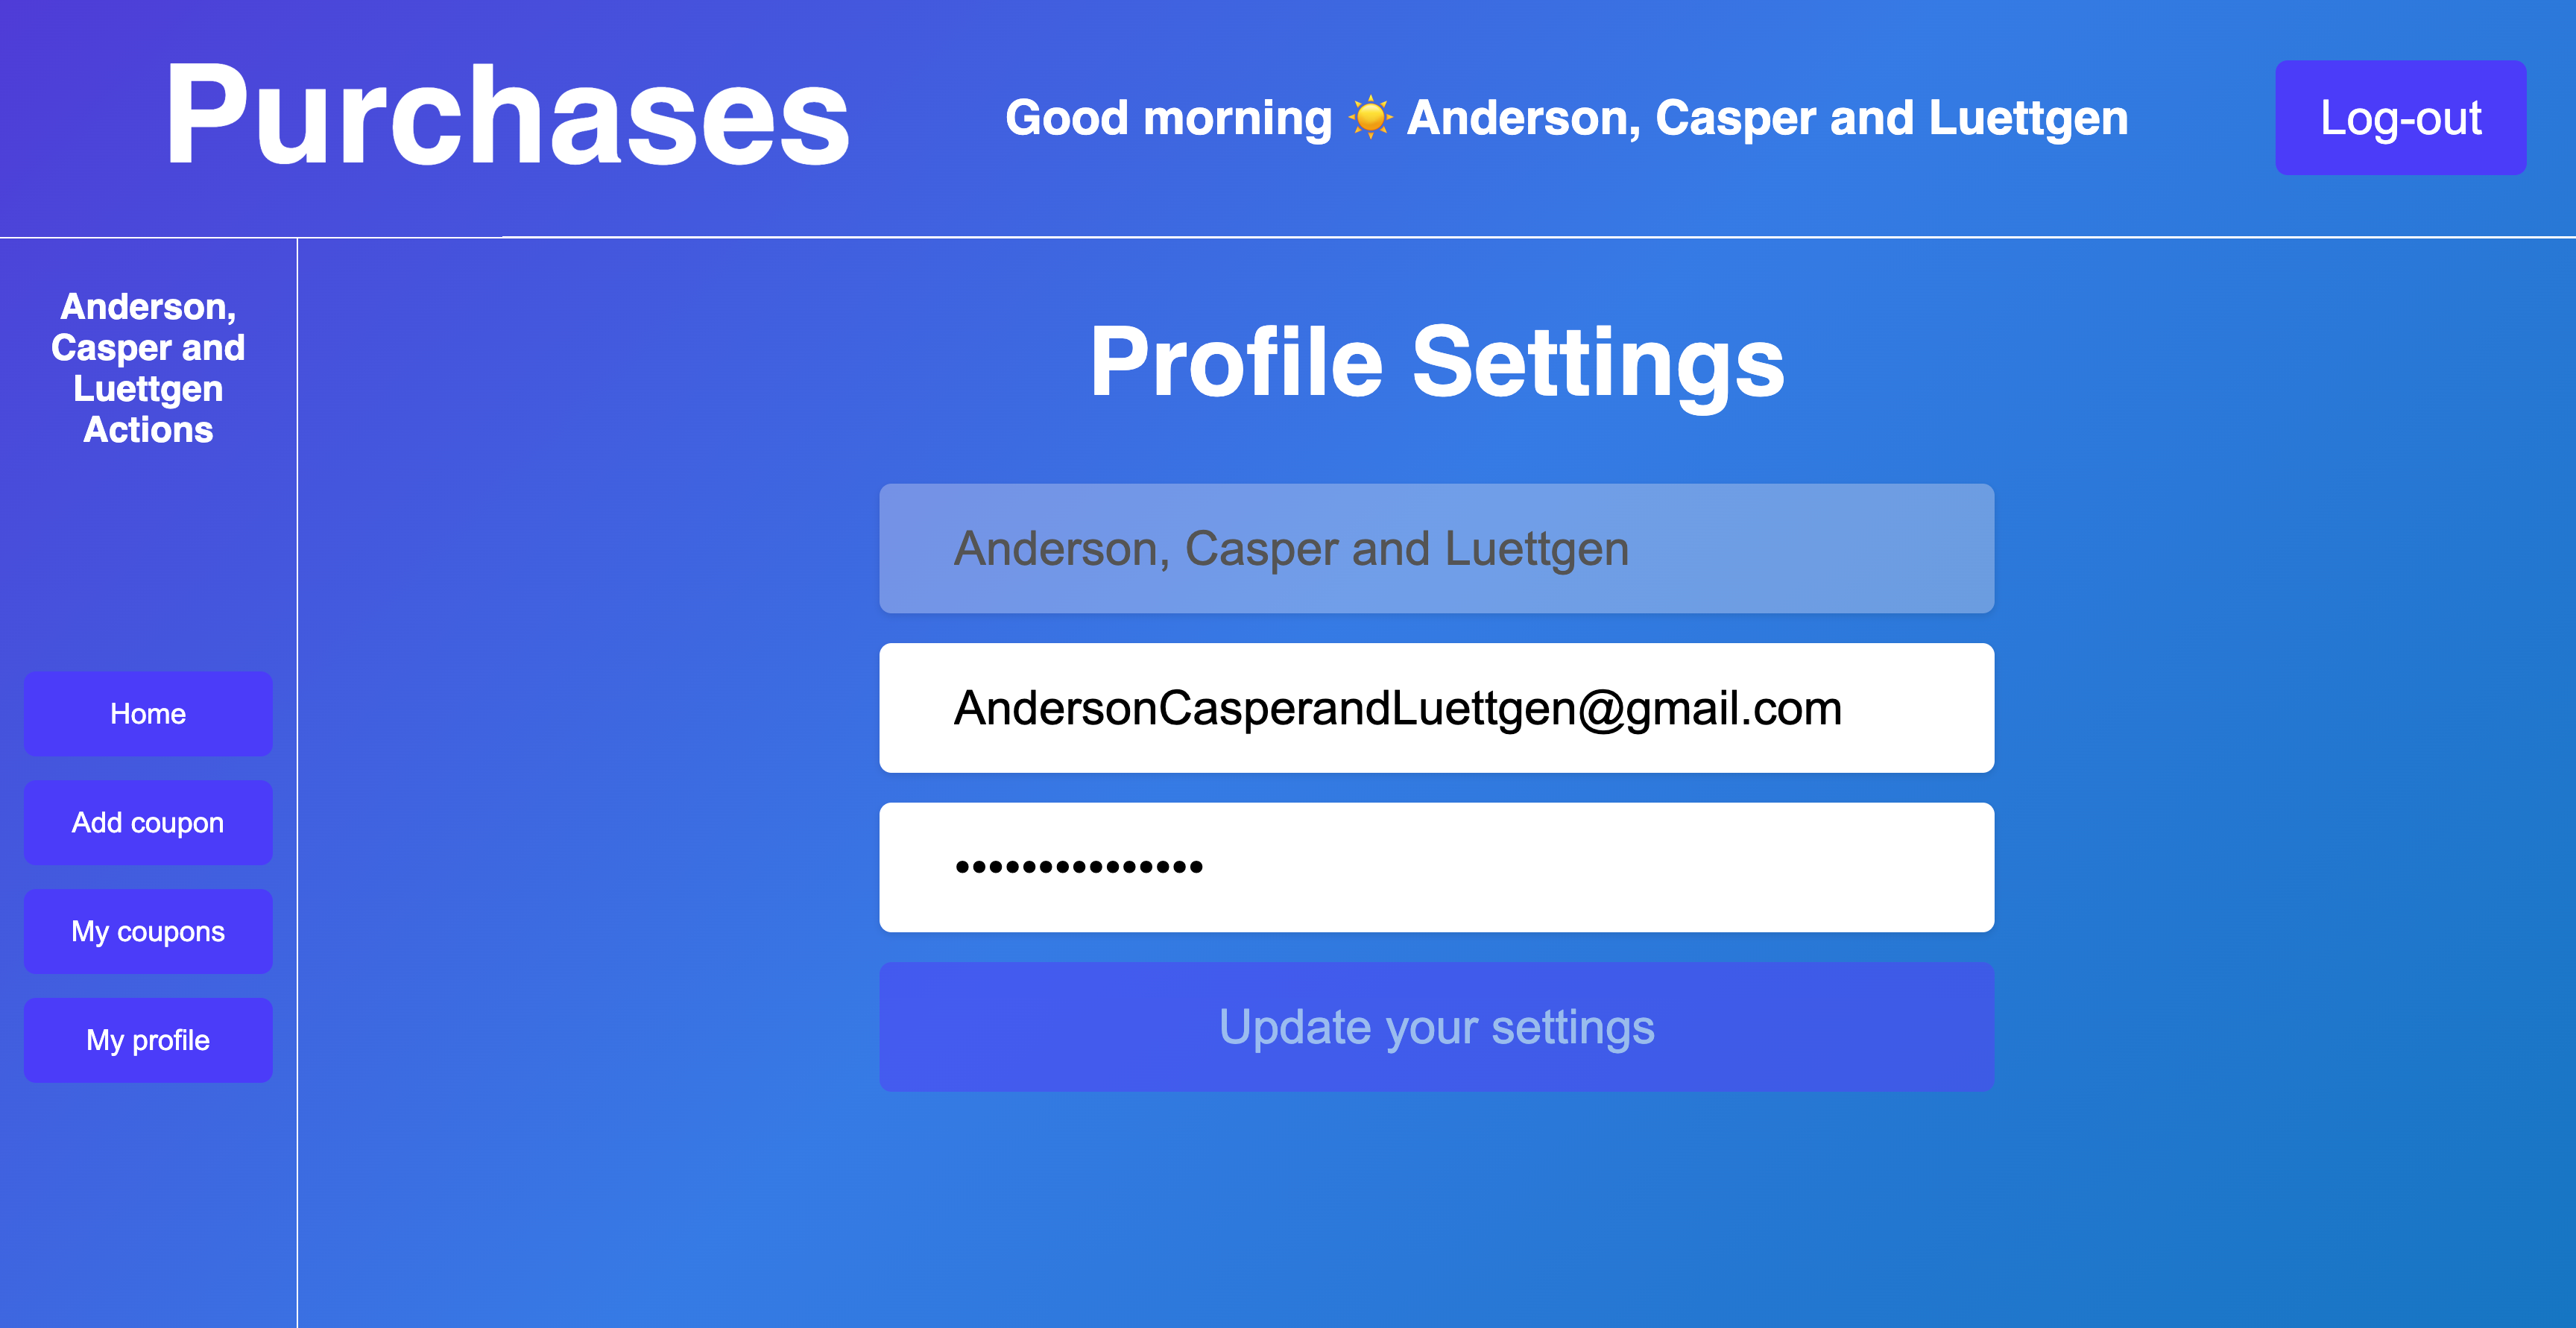 Purchases
Good morning ☀️ Anderson, Casper and Luettgen
Log-out
Anderson,
Casper and
Luettgen
Actions
Home
Add coupon
My coupons
My profile
Profile Settings
Anderson, Casper and Luettgen
AndersonCasperandLuettgen@gmail.com
•••••••••••••••
Update your settings